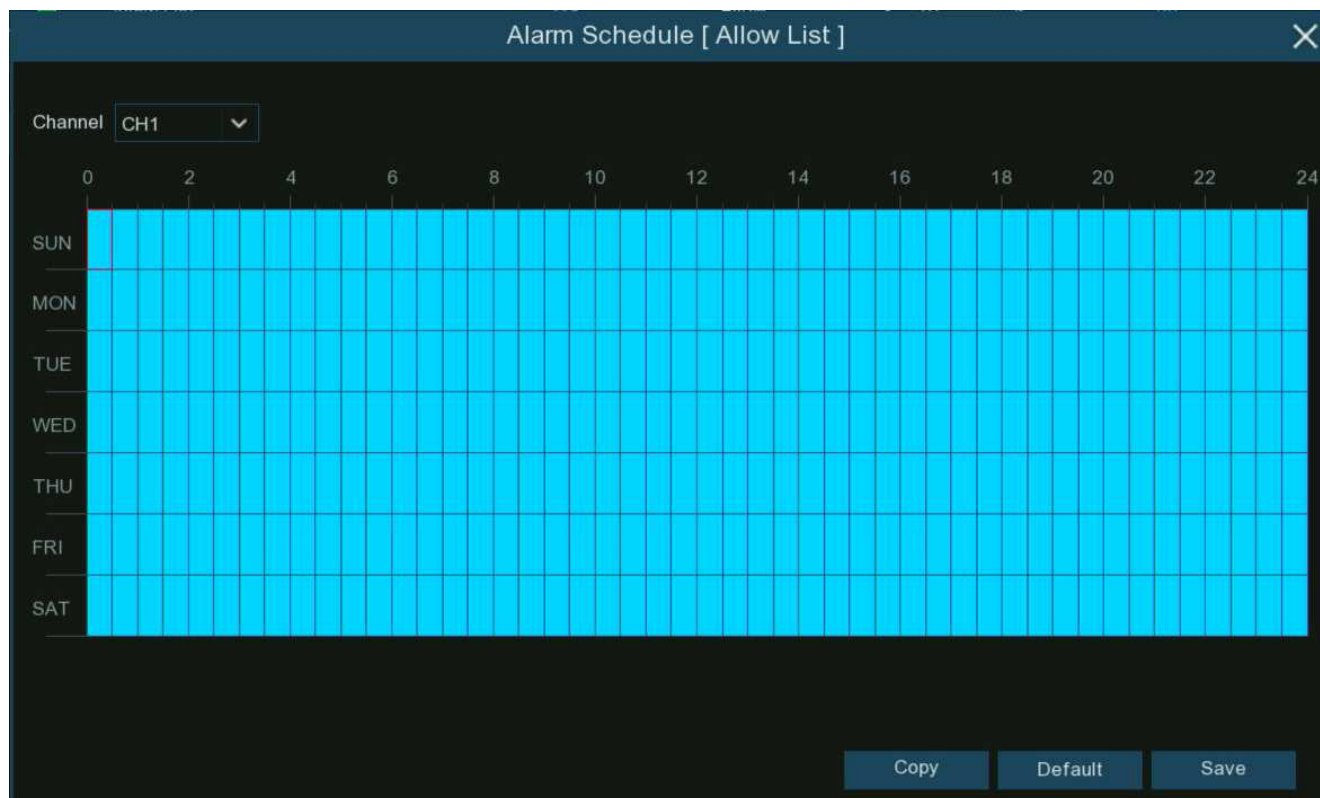 Alarm Schedule [ Allow List ]
Channel CH1
0 2 4 6 8 10 12 14 16 18 20 22 24
SUN
MON
TUE
WED
THU
FRI
SAT
Copy Default Save